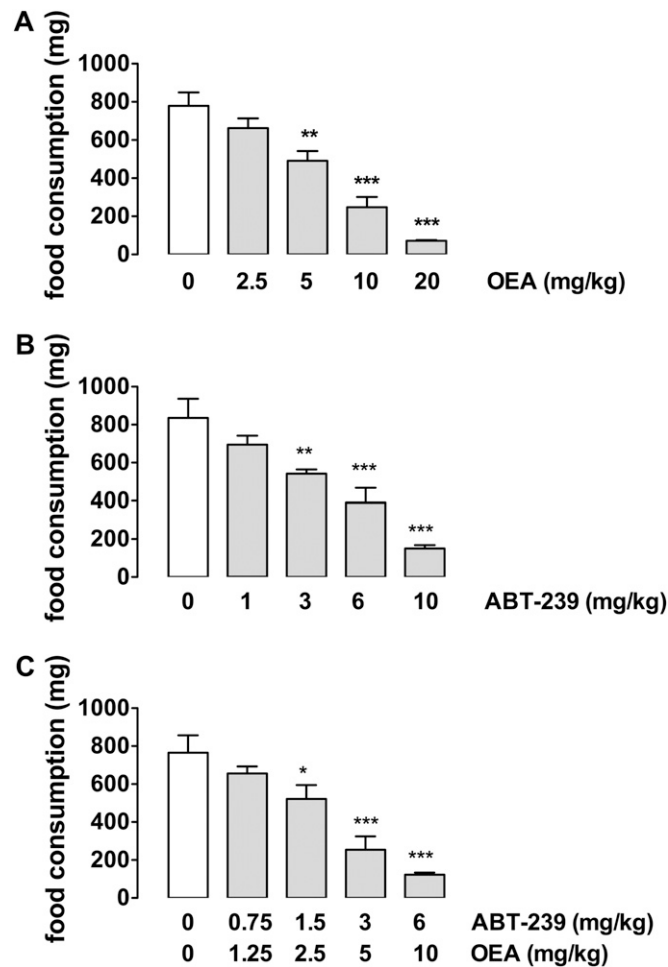 A
food consumption (mg)
1000
800
600
400
200
0
**
***
***
0 2.5 5 10 20 OEA (mg/kg)
B
food consumption (mg)
1000
800
600
400
200
0
**
***
***
0 1 3 6 10 ABT-239 (mg/kg)
C
food consumption (mg)
1000
800
600
400
200
0
*
***
***
0 0.75 1.5 3 6 ABT-239 (mg/kg)
0 1.25 2.5 5 10 OEA (mg/kg)